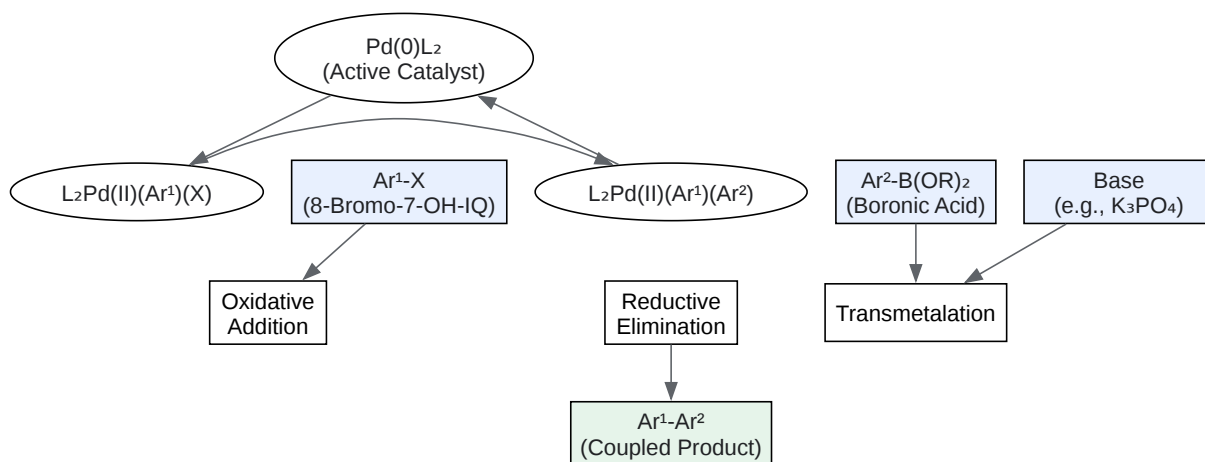 Pd(0)L₂
(Active Catalyst)
L₂Pd(II)(Ar¹)(X)
Ar¹-X
(8-Bromo-7-OH-IQ)
L₂Pd(II)(Ar¹)(Ar²)
Ar²-B(OR)₂
(Boronic Acid)
Base
(e.g., K₃PO₄)
Oxidative
Addition
Reductive
Elimination
Transmetalation
Ar¹-Ar²
(Coupled Product)